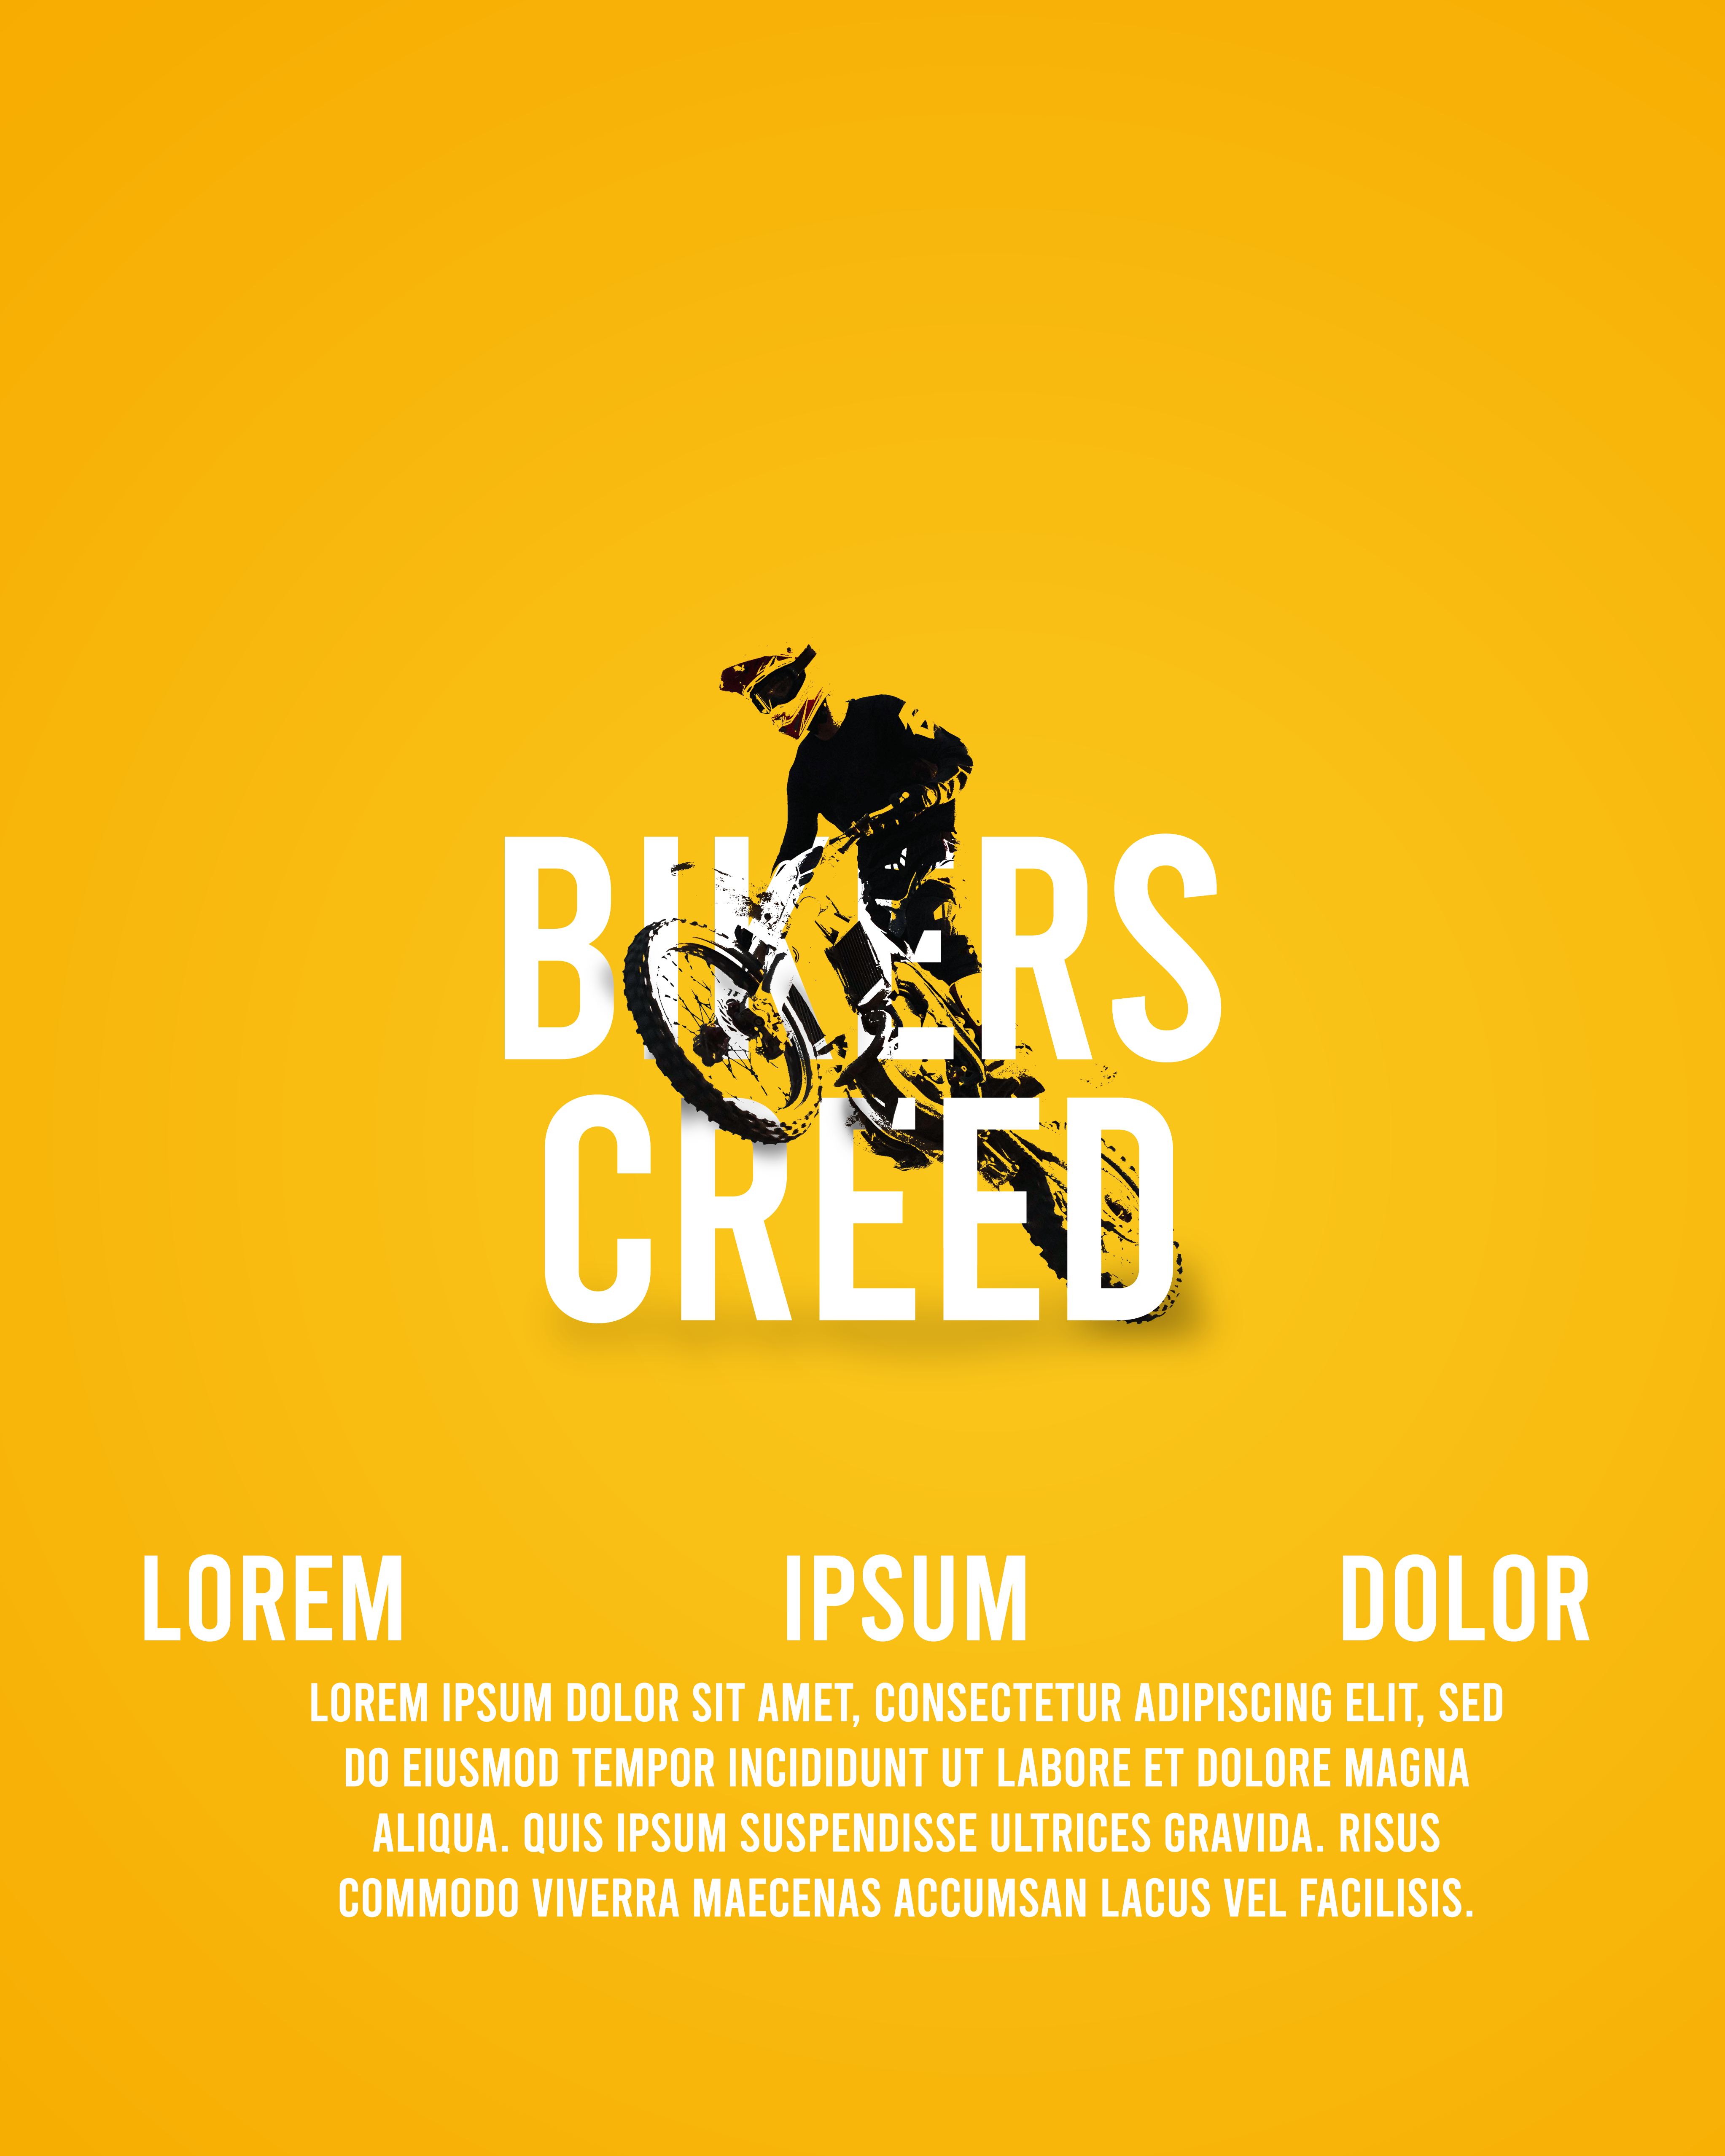 BIKERS
CREED
LOREM IPSUM DOLOR
LOREM IPSUM DOLOR SIT AMET, CONSECTETUR ADIPISCING ELIT, SED
DO EIUSMOD TEMPOR INCIDIDUNT UT LABORE ET DOLORE MAGNA
ALIQUA. QUIS IPSUM SUSPENDISSE ULTRICES GRAVIDA. RISUS
COMMODO VIVERRA MAECENAS ACCUMSAN LACUS VEL FACILISIS.